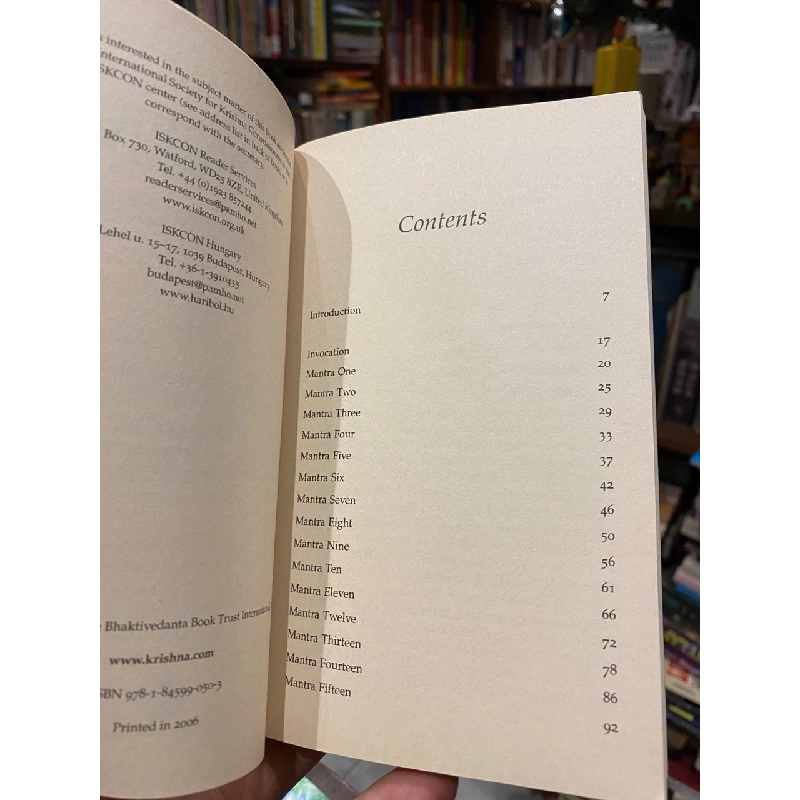 interested in the subject matter of this book
International Society for Krishna Consciousness
ISKCON center (see address list in back of book)
correspond with the secretary.
ISKCON Reader Services
Box 730, Watford, WD25 8ZE, United Kingdom
Tel. +44 (0)1923 857244
readerservices@pamho.net
www.iskcon.org.uk
ISKCON Hungary
Lehel u. 15–17, 1039 Budapest, Hungary
Tel. +36-1-3910435
budapest@pamho.net
www.haribol.hu
Bhaktivedanta Book Trust International
www.krishna.com
ISBN 978-1-84599-050-3
Printed in 2006
Contents
Introduction 7
Invocation 17
Mantra One 20
Mantra Two 25
Mantra Three 29
Mantra Four 33
Mantra Five 37
Mantra Six 42
Mantra Seven 46
Mantra Eight 50
Mantra Nine 56
Mantra Ten 61
Mantra Eleven 66
Mantra Twelve 72
Mantra Thirteen 78
Mantra Fourteen 86
Mantra Fifteen 92